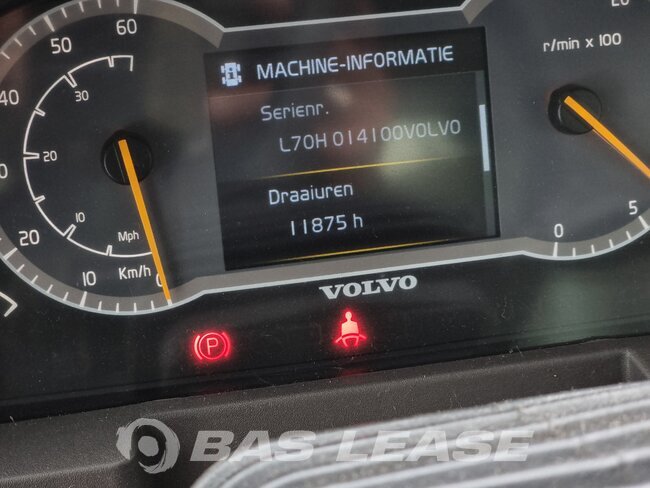 MACHINE-INFORMATIE
Serienr.
L70H 014100VOLVO
Draaiuren
11875 h
60
50
40
30
20
20
10
10
0
Mph
Km/h
20
r/min x 100
0
5
VOLVO
P
BAS LEASE